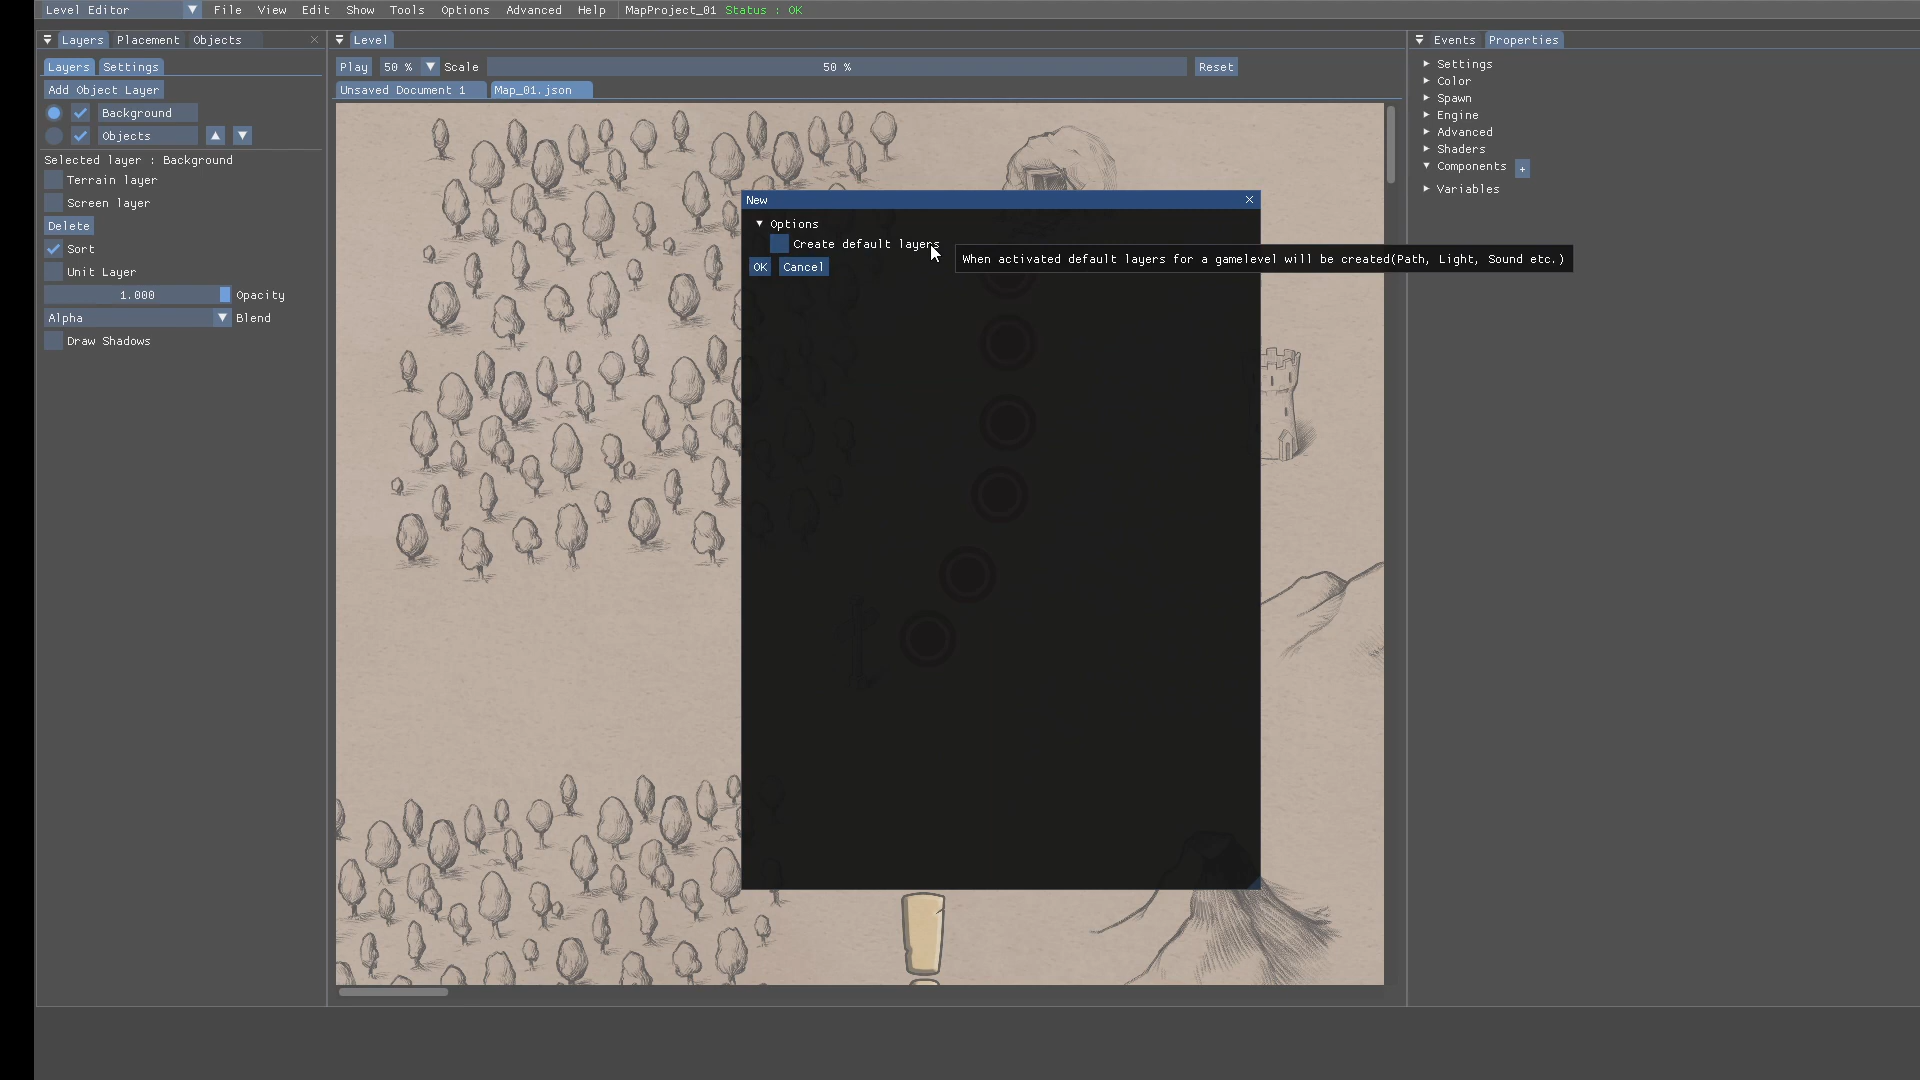 Level Editor File View Edit Show Tools Options Advanced Help MapProject_01 Status : OK
Layers Placement Objects
Layers Settings
Add Object Layer
Background
Objects
Selected layer : Background
Terrain layer
Screen layer
Delete
Sort
Unit Layer
1.000 Opacity
Alpha Blend
Draw Shadows
Level
Play 50 % Scale 50 % Reset
Unsaved Document 1 Map_01.json
New
Options
Create default layers
OK Cancel
When activated default layers for a gamelevel will be created(Path, Light, Sound etc.)
Events Properties
Settings
Color
Spawn
Engine
Advanced
Shaders
Components +
Variables